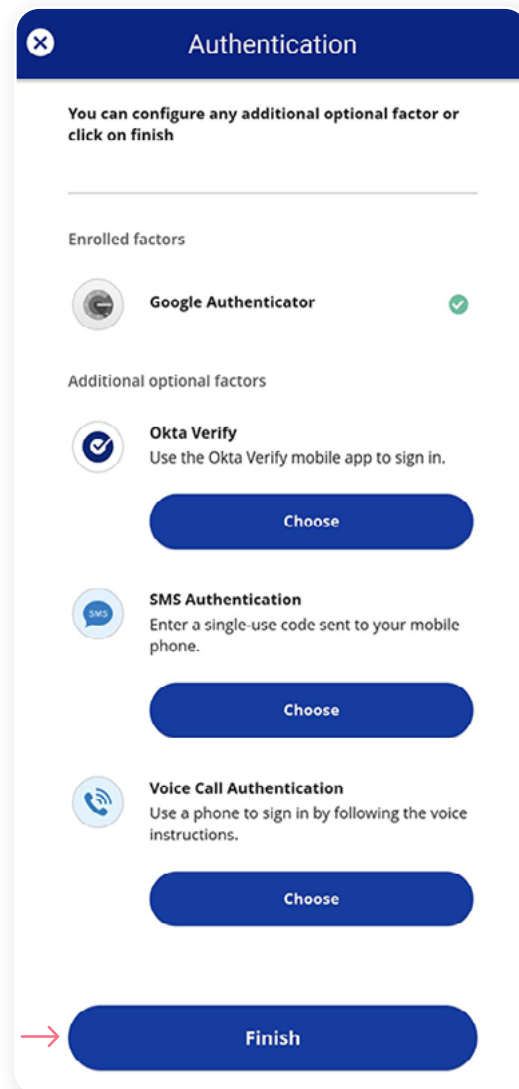 Authentication
You can configure any additional optional factor or
click on finish
Enrolled factors
Google Authenticator
Additional optional factors
Okta Verify
Use the Okta Verify mobile app to sign in.
Choose
SMS
SMS Authentication
Enter a single-use code sent to your mobile
phone.
Choose
Voice Call Authentication
Use a phone to sign in by following the voice
instructions.
Choose
Finish